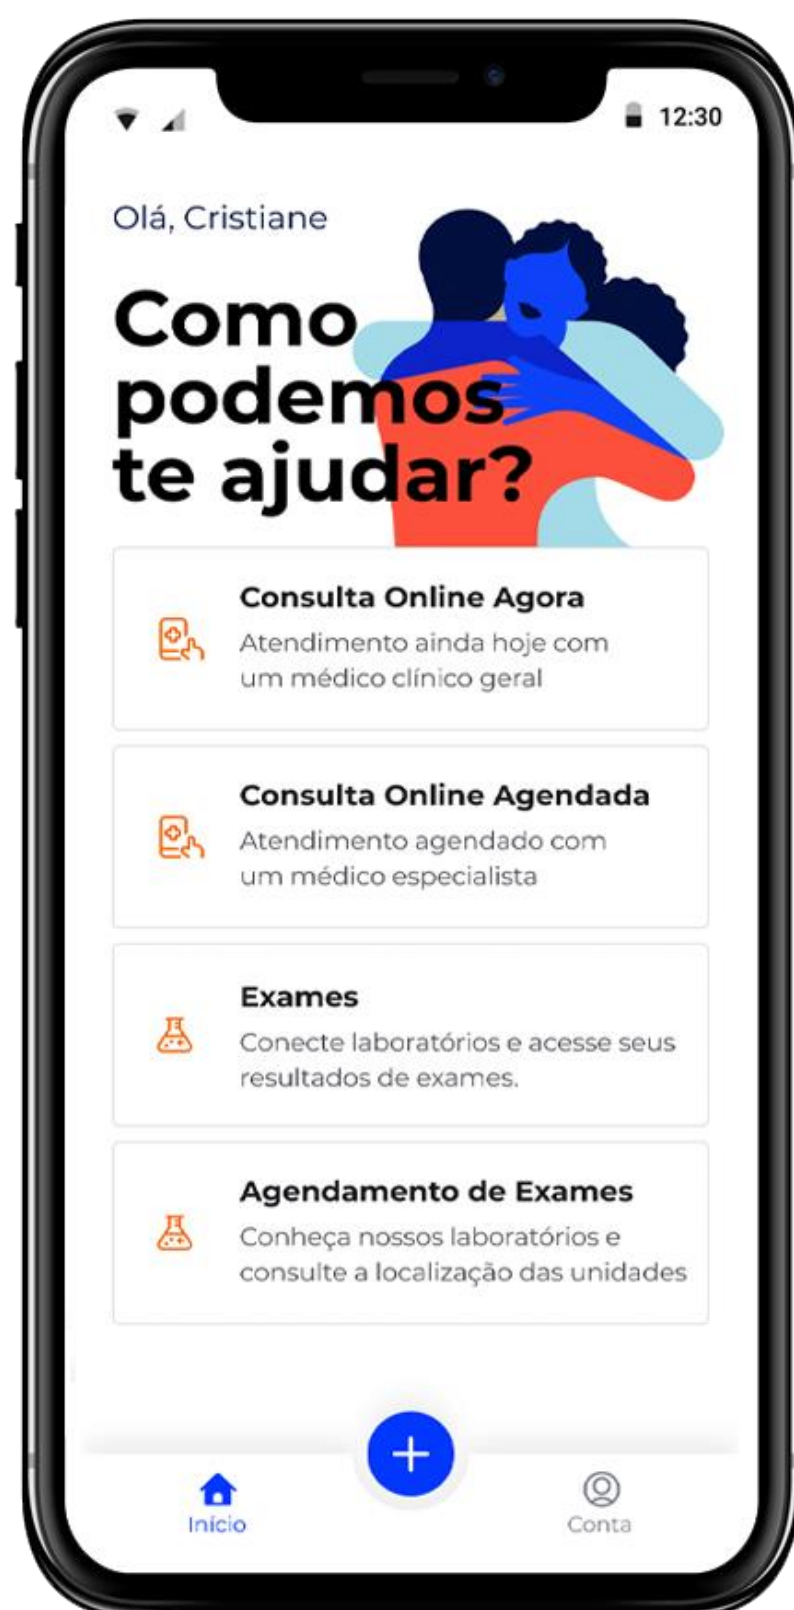 12:30
Olá, Cristiane
Como
podemos
te ajudar?
Consulta Online Agora
Atendimento ainda hoje com
um médico clínico geral
Consulta Online Agendada
Atendimento agendado com
um médico especialista
Exames
Conecte laboratórios e acesse seus
resultados de exames.
Agendamento de Exames
Conheça nossos laboratórios e
consulte a localização das unidades
Início
Conta